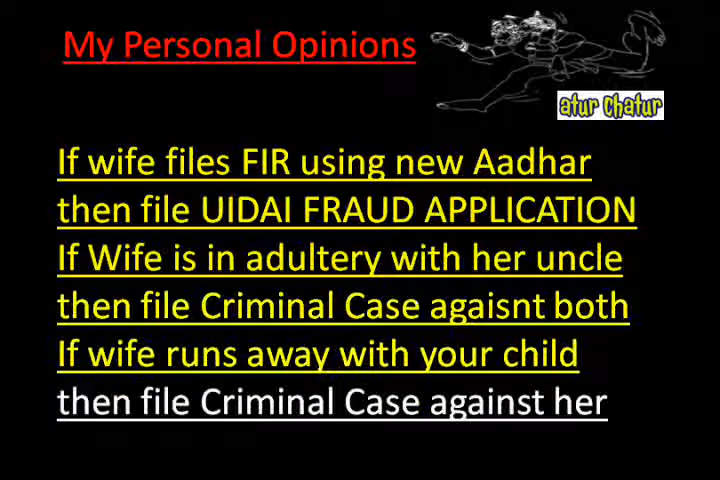 My Personal Opinions
atur chatur
If wife files FIR using new Aadhar
then file UIDAI FRAUD APPLICATION
If Wife is in adultery with her uncle
then file Criminal Case agaisnt both
If wife runs away with your child
then file Criminal Case against her